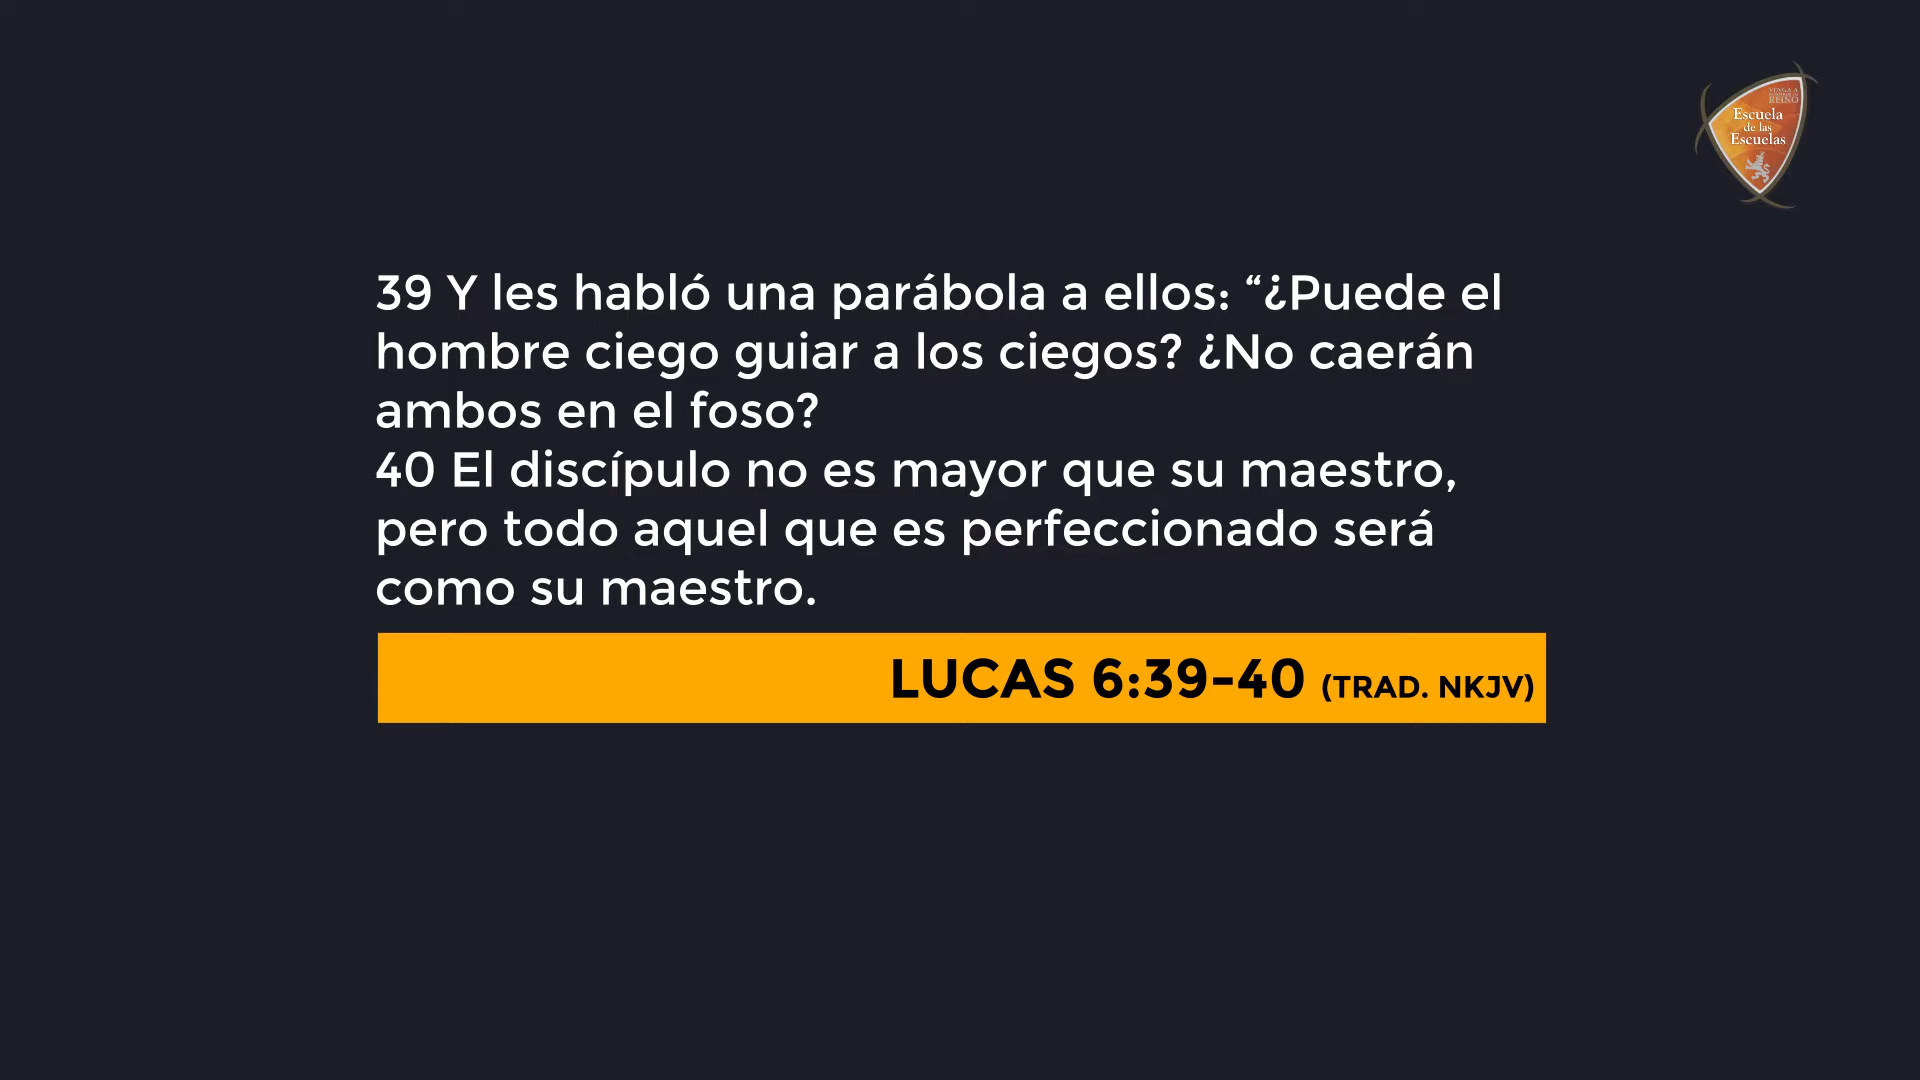 VENGA A
REINO
Escuela
de las
Escuelas
39 Y les habló una parábola a ellos: “¿Puede el
hombre ciego guiar a los ciegos? ¿No caerán
ambos en el foso?
40 El discípulo no es mayor que su maestro,
pero todo aquel que es perfeccionado será
como su maestro.
LUCAS 6:39-40 (TRAD. NKJV)